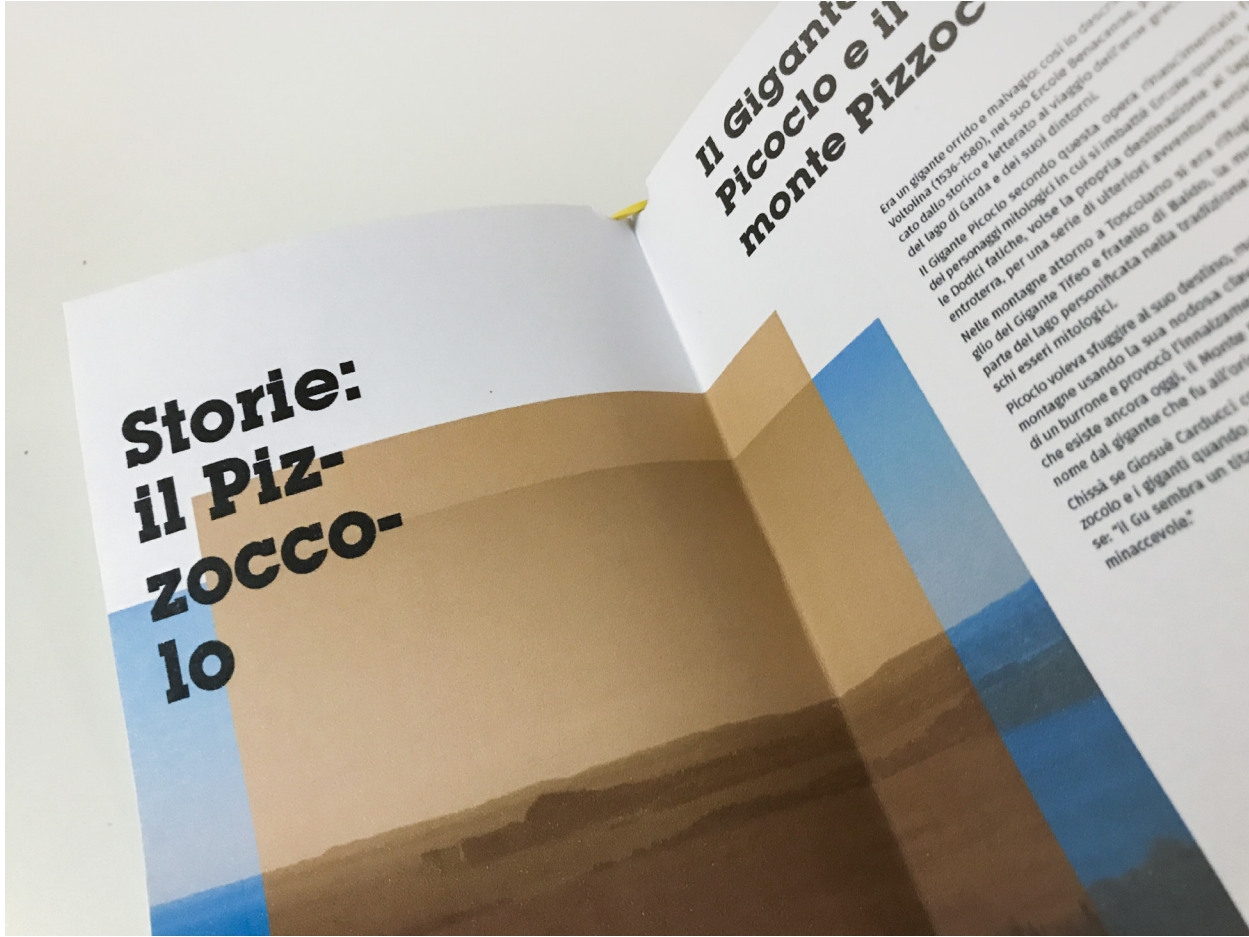 Storie:
il Piz-
zocco-
lo
Il Gigante
Picoclo e il
monte Pizzoc
Era un gigante orrido e malvagio: così lo descri
Voltolina (1536-1580), nel suo Ercole Benacense, p
cato dallo storico e letterato al viaggio dell'eroe grec
del lago di Garda e dei suoi dintorni.
Il Gigante Picoclo secondo questa opera rinascimentale f
dei personaggi mitologici in cui si imbatté Ercole quando,
le Dodici fatiche, volse la propria destinazione al lag
entroterra, per una serie di ulteriori avventure
Nelle montagne attorno a Toscolano si era rifug
glio del Gigante Tifeo e fratello di Baldo, la m
parte del lago personificata nella tradizione
schi esseri mitologici.
Picoclo voleva sfuggire al suo destino, m
montagne usando la sua nodosa clav
di un burrone e provocò l'innalzamen
che esiste ancora oggi, il Monte
nome dal gigante che fu all'ori
Chissà se Giosuè Carducci c
zocolo e i giganti quando
se: "il Gu sembra un tita
minaccevole."